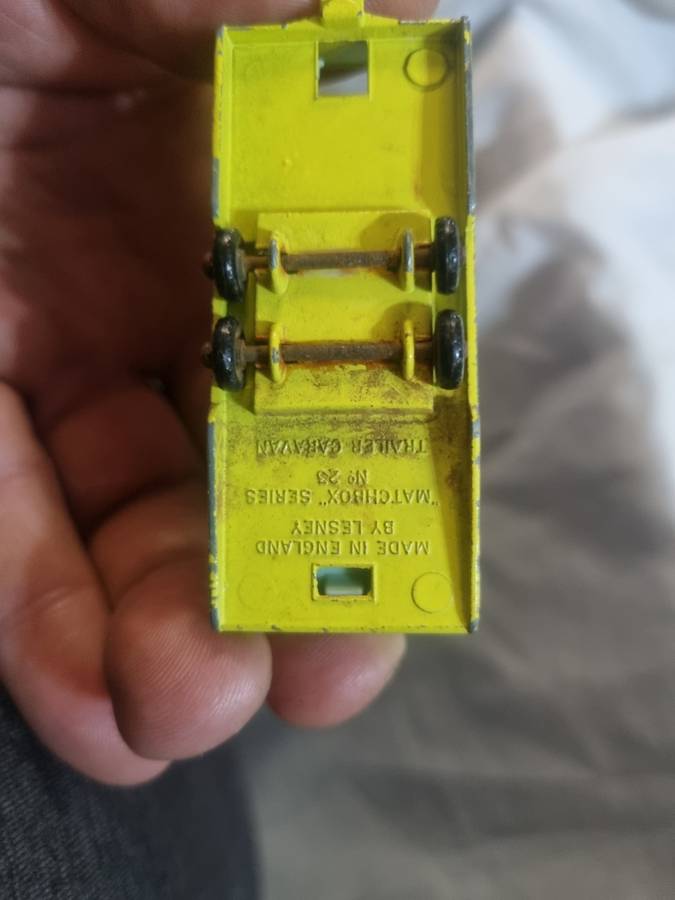 TRAILER CARAVAN
Nº 23
"MATCHBOX" SERIES
BY LESNEY
MADE IN ENGLAND